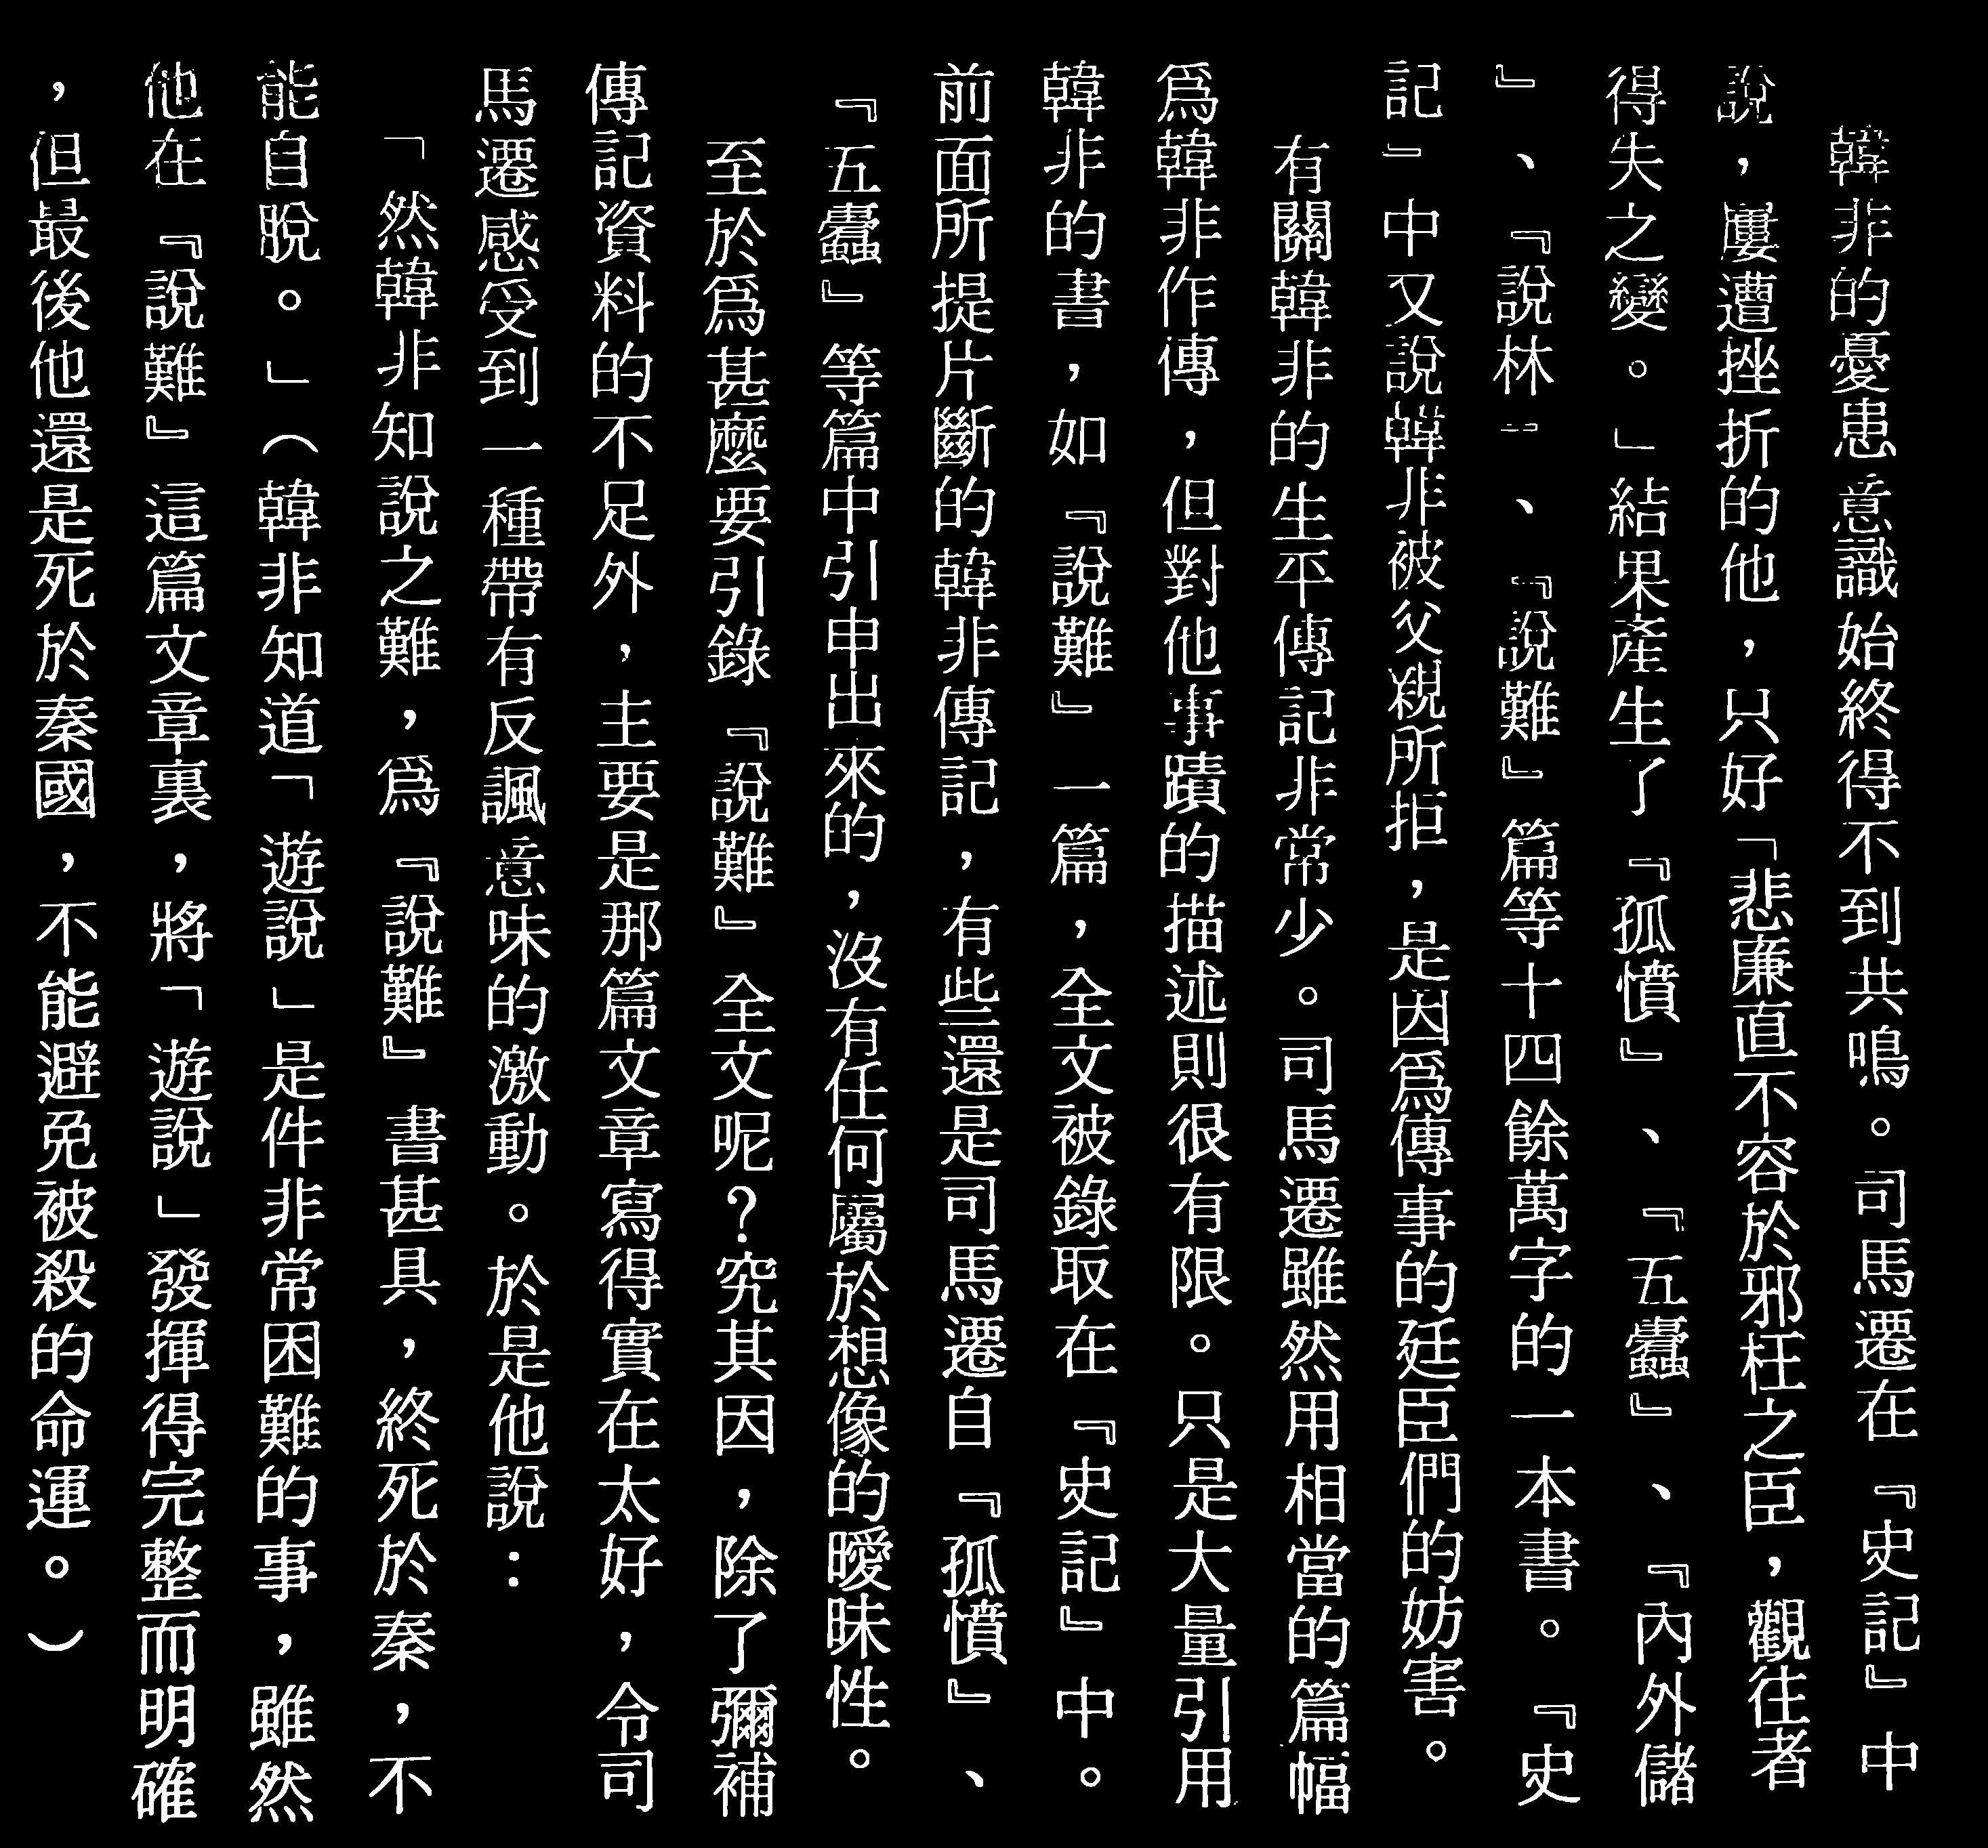 韓非的憂患意識始終得不到共鳴。司馬遷在『史記』中
說，屢遭挫折的他，只好「悲廉直不容於邪枉之臣，觀往者
得失之變。」結果產生了『孤憤』、『五蠹』、『內外儲
』、『說林』、『說難』篇等十四餘萬字的一本書。『史
記』中又說韓非被父親所拒，是因爲傳事的廷臣們的妨害。
有關韓非的生平傳記非常少。司馬遷雖然用相當的篇幅
爲韓非作傳，但對他事蹟的描述則很有限。只是大量引用
韓非的書，如『說難』一篇，全文被錄取在『史記』中。
前面所提片斷的韓非傳記，有些還是司馬遷自『孤憤』、
『五蠹』等篇中引申出來的，沒有任何屬於想像的曖昧性。
至於爲甚麼要引錄『說難』全文呢？究其因，除了彌補
傳記資料的不足外，主要是那篇文章寫得實在太好，令司
馬遷感受到一種帶有反諷意味的激動。於是他說：
「然韓非知說之難，爲『說難』書甚具，終死於秦，不
能自脫。」（韓非知道「遊說」是件非常困難的事，雖然
他在『說難』這篇文章裏，將「遊說」發揮得完整而明確
，但最後他還是死於秦國，不能避免被殺的命運。）